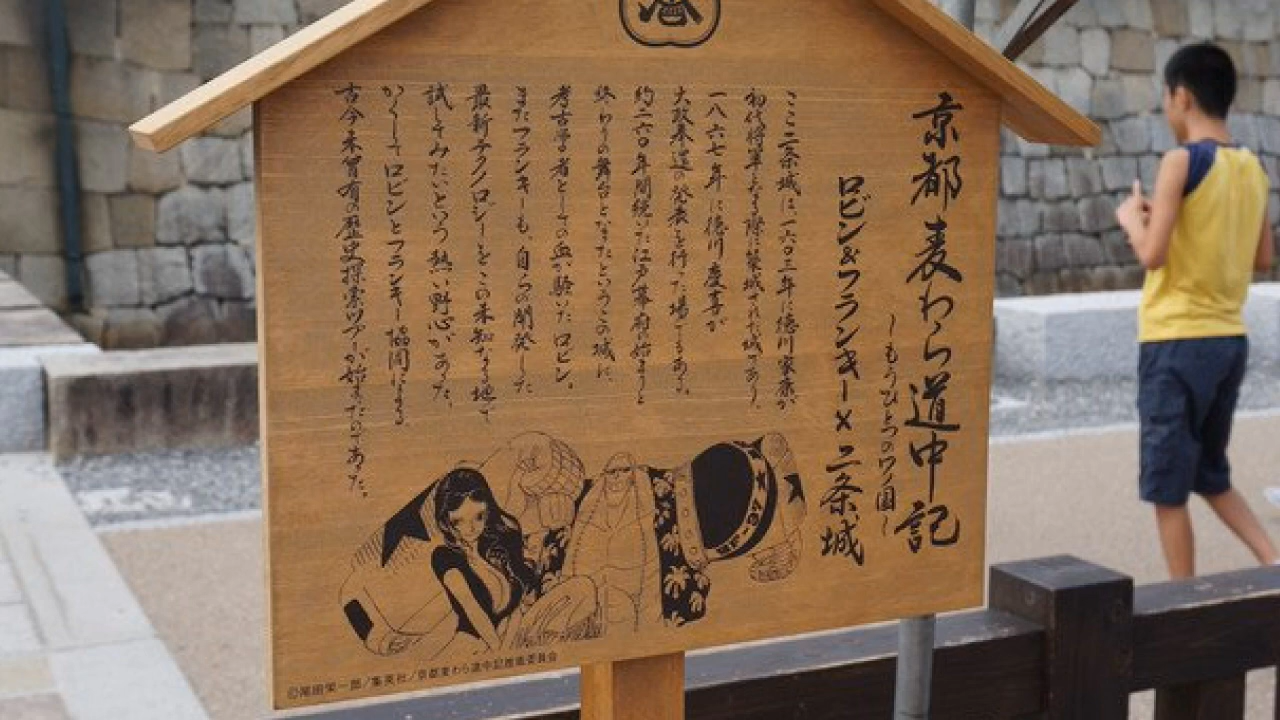 京都麦わら道中記
〜もうひとつのワノ国〜
ロビン&フランキー×二条城
ここ二条城は一六〇三年に徳川家康が
初代将軍となる際に築城された城であり、
一八六七年に徳川慶喜が
大政奉還の発表を行った場でもある。
約二六〇年間続いた江戸幕府の始まりと
終わりの舞台となったというこの城に、
考古学者としての血が騒いだロビン。
またフランキーも、自らの開発した
最新テクノロジーをこの未知なる地で
試してみたいという熱い野心があった。
かくしてロビンとフランキー協同による
古今未曾有の歴史探索ツアーが始まったのであった。
©尾田栄一郎/集英社/京都麦わら道中記推進委員会